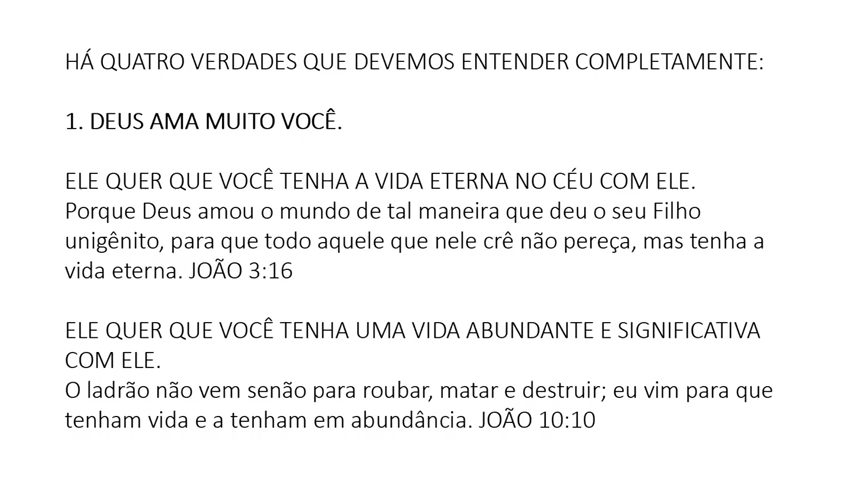 HÁ QUATRO VERDADES QUE DEVEMOS ENTENDER COMPLETAMENTE:
1. DEUS AMA MUITO VOCÊ.
ELE QUER QUE VOCÊ TENHA A VIDA ETERNA NO CÉU COM ELE.
Porque Deus amou o mundo de tal maneira que deu o seu Filho
unigênito, para que todo aquele que nele crê não pereça, mas tenha a
vida eterna. JOÃO 3:16
ELE QUER QUE VOCÊ TENHA UMA VIDA ABUNDANTE E SIGNIFICATIVA
COM ELE.
O ladrão não vem senão para roubar, matar e destruir; eu vim para que
tenham vida e a tenham em abundância. JOÃO 10:10